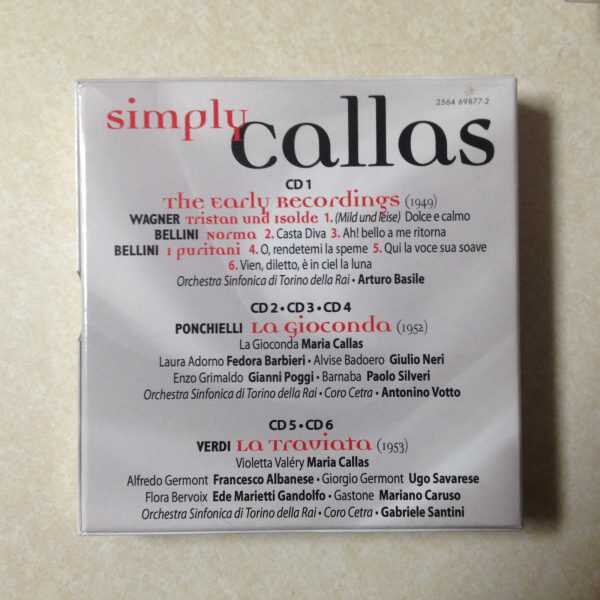 simply callas
2564 69877-2
CD 1
The Early Recordings (1949)
WAGNER Tristan und Isolde 1. (Mild und leise) Dolce e calmo
BELLINI Norma 2. Casta Diva 3. Ah! bello a me ritorna
BELLINI I Puritani 4. O, rendetemi la speme 5. Qui la voce sua soave
6. Vien, diletto, è in ciel la luna
Orchestra Sinfonica di Torino della Rai • Arturo Basile
CD 2 • CD 3 • CD 4
PONCHIELLI La Gioconda (1952)
La Gioconda Maria Callas
Laura Adorno Fedora Barbieri • Alvise Badoero Giulio Neri
Enzo Grimaldo Gianni Poggi • Barnaba Paolo Silveri
Orchestra Sinfonica di Torino della Rai • Coro Cetra • Antonino Votto
CD 5 • CD 6
VERDI La Traviata (1953)
Violetta Valéry Maria Callas
Alfredo Germont Francesco Albanese • Giorgio Germont Ugo Savarese
Flora Bervoix Ede Marietti Gandolfo • Gastone Mariano Caruso
Orchestra Sinfonica di Torino della Rai • Coro Cetra • Gabriele Santini